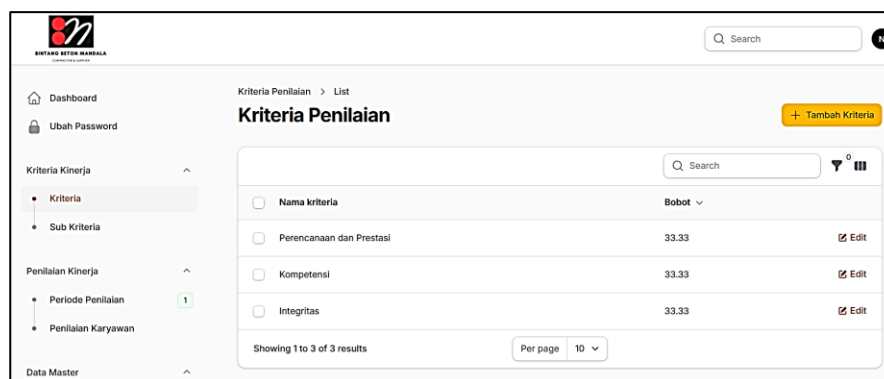 BINTANG BETON MANDALA
Search
N
Dashboard
Ubah Password
Kriteria Kinerja
Kriteria
Sub Kriteria
Penilaian Kinerja
Periode Penilaian 1
Penilaian Karyawan
Data Master
Kriteria Penilaian > List
Kriteria Penilaian
+ Tambah Kriteria
Search 0
Nama kriteria Bobot
Perencanaan dan Prestasi 33.33 Edit
Kompetensi 33.33 Edit
Integritas 33.33 Edit
Showing 1 to 3 of 3 results Per page 10